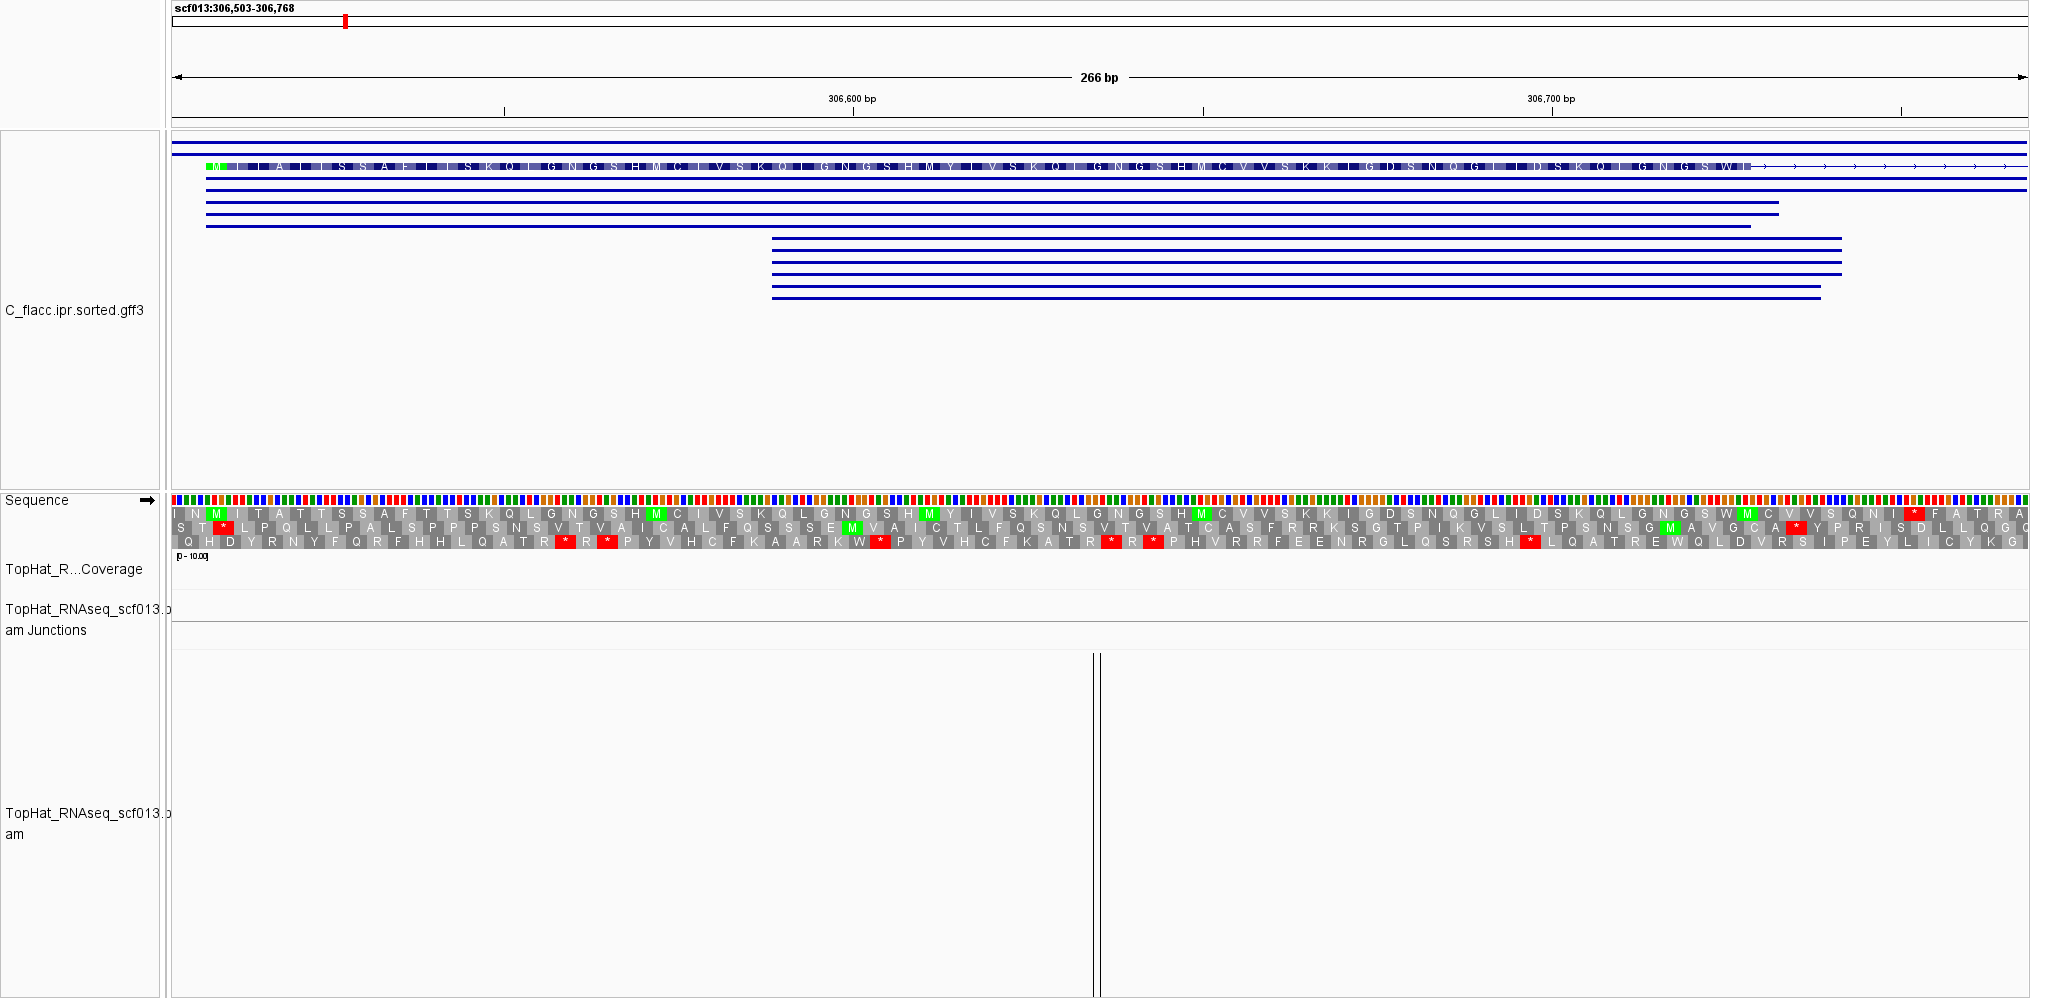 scf013:306,503-306,768
266 bp
306,600 bp 306,700 bp
C_flacc.ipr.sorted.gff3
Sequence
I N M I T A T T S S A F T T S K Q L G N G S H M C I V S K Q L G N G S H M Y I V S K Q L G N G S H M C V V S K K I G D S N Q G L I D S K Q L G N G S W M C V V S Q N I * F A T R A
S T * L P Q L L P A L S P P P S N S V T V A I C A L F Q S S S E M V A I C T L F Q S N S V T V A T C A S F R R K S G T P I K V S L T P S N S G M A V G C A * Y P R I S D L L Q G
Q H D Y R N Y F Q R F H H L Q A T R * R * P Y V H C F K A A R K W * P Y V H C F K A T R * R * P H V R R F E E N R G L Q S R S H * L Q A T R E W Q L D V R S I P E Y L I C Y K G
[0 - 10.00]
TopHat_R...Coverage
TopHat_RNAseq_scf013.b
am Junctions
TopHat_RNAseq_scf013.b
am